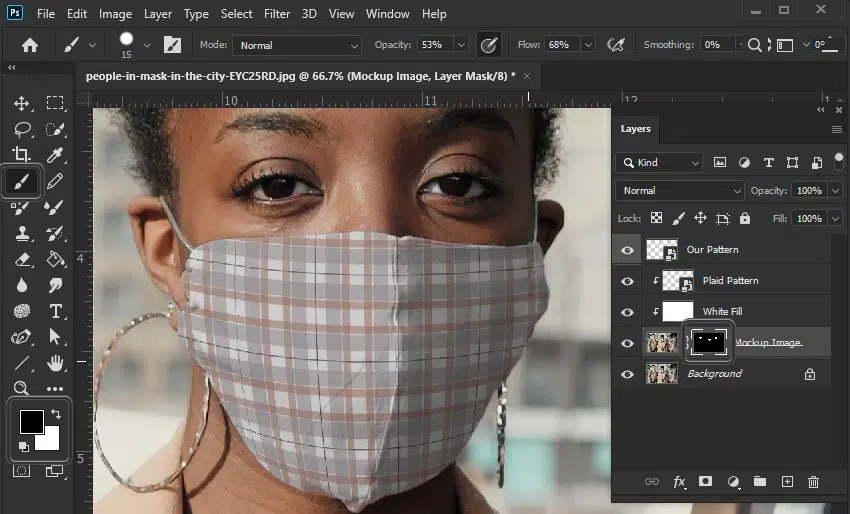 Ps File Edit Image Layer Type Select Filter 3D View Window Help
15 Mode: Normal Opacity: 53% Flow: 68% Smoothing: 0% 0°
people-in-mask-in-the-city-EYC25RD.jpg @ 66.7% (Mockup Image, Layer Mask/8) * ×
10 11 12
Layers
Kind
Normal Opacity: 100%
Lock: Fill: 100%
Our Pattern
4
Plaid Pattern
White Fill
Mockup Image
Background
5
fx